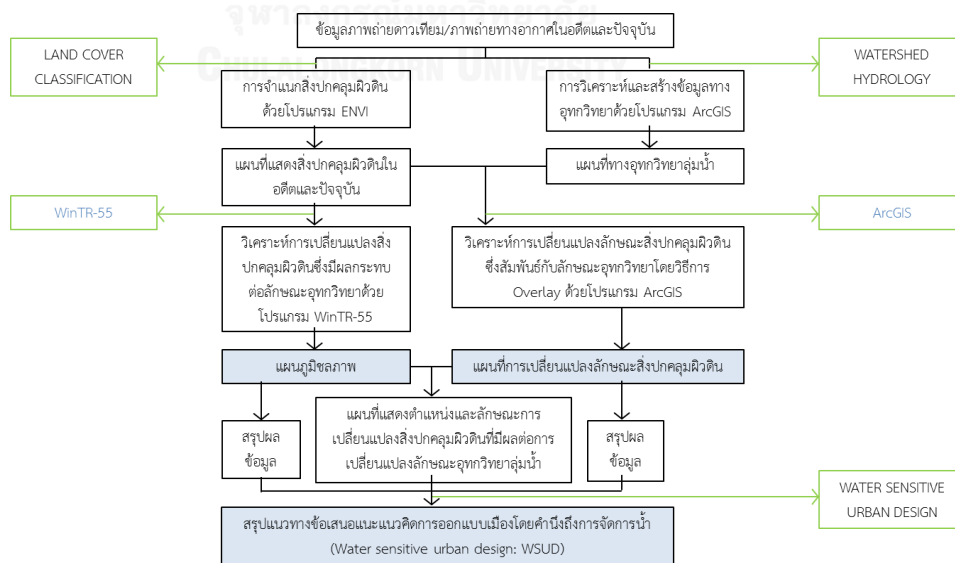 จุฬาลงกรณ์มหาวิทยาลัย
CHULALONGKORN UNIVERSITY
ข้อมูลภาพถ่ายดาวเทียม/ภาพถ่ายทางอากาศในอดีตและปัจจุบัน
LAND COVER
CLASSIFICATION
WATERSHED
HYDROLOGY
การจำแนกสิ่งปกคลุมผิวดิน
ด้วยโปรแกรม ENVI
การวิเคราะห์และสร้างข้อมูลทาง
อุทกวิทยาด้วยโปรแกรม ArcGIS
แผนที่แสดงสิ่งปกคลุมผิวดินใน
อดีตและปัจจุบัน
แผนที่ทางอุทกวิทยาลุ่มน้ำ
WinTR-55
ArcGIS
วิเคราะห์การเปลี่ยนแปลงสิ่ง
ปกคลุมผิวดินซึ่งมีผลกระทบ
ต่อลักษณะอุทกวิทยาด้วย
โปรแกรม WinTR-55
วิเคราะห์การเปลี่ยนแปลงลักษณะสิ่งปกคลุมผิวดิน
ซึ่งสัมพันธ์กับลักษณะอุทกวิทยาโดยวิธีการ
Overlay ด้วยโปรแกรม ArcGIS
แผนภูมิชลภาพ
แผนที่การเปลี่ยนแปลงลักษณะสิ่งปกคลุมผิวดิน
สรุปผล
ข้อมูล
แผนที่แสดงตำแหน่งและลักษณะการ
เปลี่ยนแปลงสิ่งปกคลุมผิวดินที่มีผลต่อการ
เปลี่ยนแปลงลักษณะอุทกวิทยาลุ่มน้ำ
สรุปผล
ข้อมูล
WATER SENSITIVE
URBAN DESIGN
สรุปแนวทางข้อเสนอแนะแนวคิดการออกแบบเมืองโดยคำนึงถึงการจัดการน้ำ
(Water sensitive urban design: WSUD)